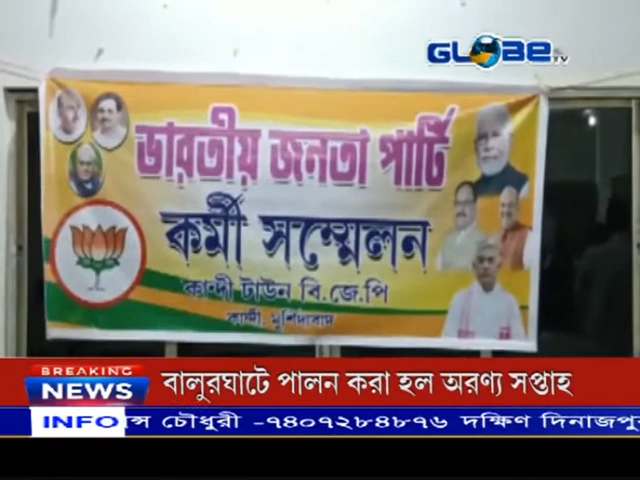 GLOBE TV
ভারতীয় জনতা পার্টি
কর্মী সম্মেলন
কান্দী টাউন বি.জে.পি
কান্দী, মুর্শিদাবাদ
BREAKING
NEWS
বালুরঘাটে পালন করা হল অরণ্য সপ্তাহ
INFO
ন্স চৌধুরী -৭৪০৭২৮৪৮৭৬ দক্ষিণ দিনাজপুর